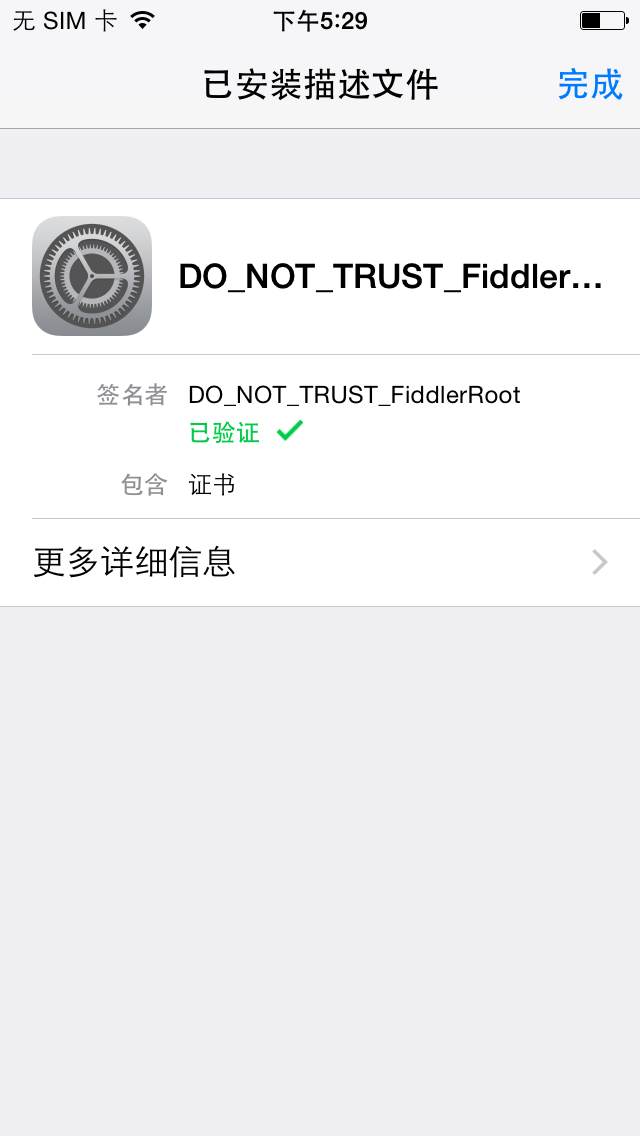 无 SIM 卡 下午5:29
已安装描述文件 完成
DO_NOT_TRUST_Fiddler...
签名者 DO_NOT_TRUST_FiddlerRoot
已验证
包含 证书
更多详细信息